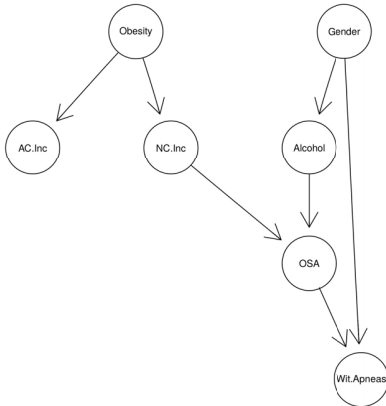 Obesity
Gender
AC.Inc
NC.Inc
Alcohol
OSA
Wit.Apneas